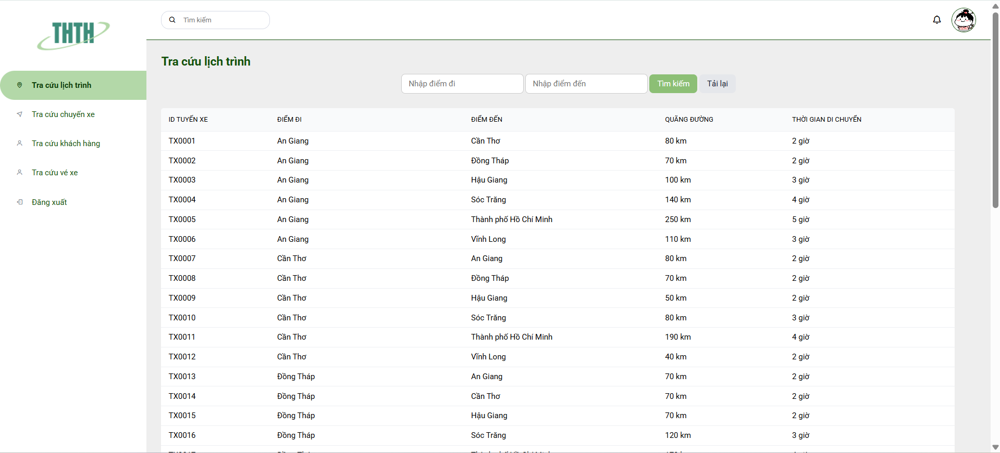 THTH
Tìm kiếm
Tra cứu lịch trình
Tra cứu chuyến xe
Tra cứu khách hàng
Tra cứu vé xe
Đăng xuất
Tra cứu lịch trình
Nhập điểm đi Nhập điểm đến Tìm kiếm Tải lại
ID TUYẾN XE ĐIỂM ĐI ĐIỂM ĐẾN QUÃNG ĐƯỜNG THỜI GIAN DI CHUYỂN
TX0001 An Giang Cần Thơ 80 km 2 giờ
TX0002 An Giang Đồng Tháp 70 km 2 giờ
TX0003 An Giang Hậu Giang 100 km 3 giờ
TX0004 An Giang Sóc Trăng 140 km 4 giờ
TX0005 An Giang Thành phố Hồ Chí Minh 250 km 5 giờ
TX0006 An Giang Vĩnh Long 110 km 3 giờ
TX0007 Cần Thơ An Giang 80 km 2 giờ
TX0008 Cần Thơ Đồng Tháp 70 km 2 giờ
TX0009 Cần Thơ Hậu Giang 50 km 2 giờ
TX0010 Cần Thơ Sóc Trăng 80 km 3 giờ
TX0011 Cần Thơ Thành phố Hồ Chí Minh 190 km 4 giờ
TX0012 Cần Thơ Vĩnh Long 40 km 2 giờ
TX0013 Đồng Tháp An Giang 70 km 2 giờ
TX0014 Đồng Tháp Cần Thơ 70 km 2 giờ
TX0015 Đồng Tháp Hậu Giang 70 km 2 giờ
TX0016 Đồng Tháp Sóc Trăng 120 km 3 giờ